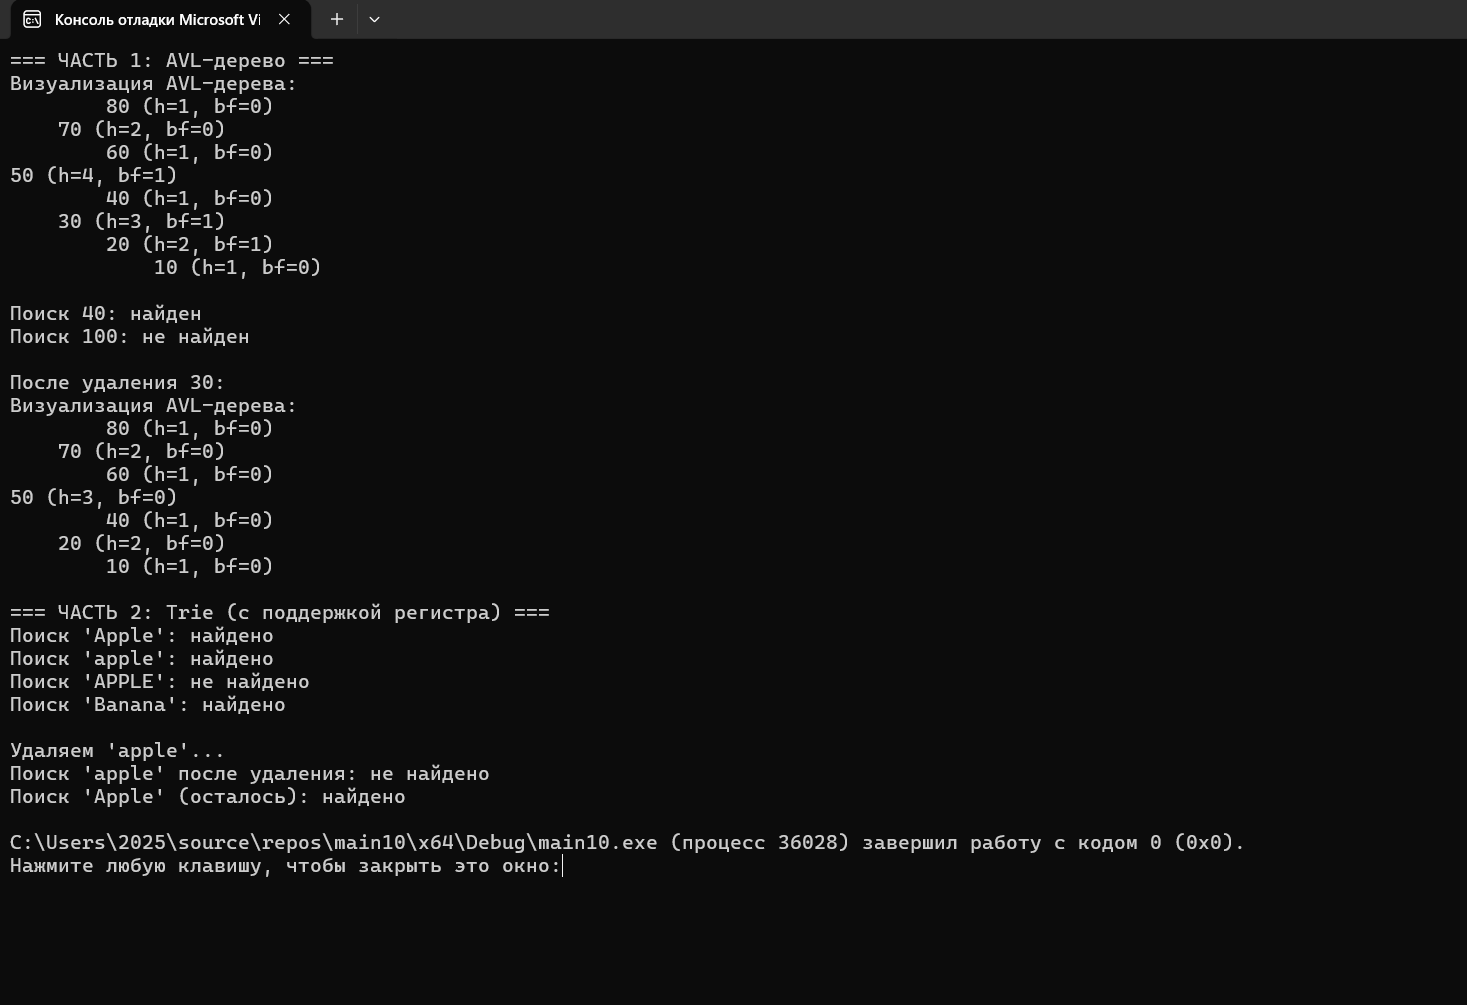 Консоль отладки Microsoft Vi
=== ЧАСТЬ 1: AVL-дерево ===
Визуализация AVL-дерева:
        80 (h=1, bf=0)
    70 (h=2, bf=0)
        60 (h=1, bf=0)
50 (h=4, bf=1)
        40 (h=1, bf=0)
    30 (h=3, bf=1)
        20 (h=2, bf=1)
            10 (h=1, bf=0)

Поиск 40: найден
Поиск 100: не найден

После удаления 30:
Визуализация AVL-дерева:
        80 (h=1, bf=0)
    70 (h=2, bf=0)
        60 (h=1, bf=0)
50 (h=3, bf=0)
        40 (h=1, bf=0)
    20 (h=2, bf=0)
        10 (h=1, bf=0)

=== ЧАСТЬ 2: Trie (с поддержкой регистра) ===
Поиск 'Apple': найдено
Поиск 'apple': найдено
Поиск 'APPLE': не найдено
Поиск 'Banana': найдено

Удаляем 'apple'...
Поиск 'apple' после удаления: не найдено
Поиск 'Apple' (осталось): найдено

C:\Users\2025\source\repos\main10\x64\Debug\main10.exe (процесс 36028) завершил работу с кодом 0 (0x0).
Нажмите любую клавишу, чтобы закрыть это окно: